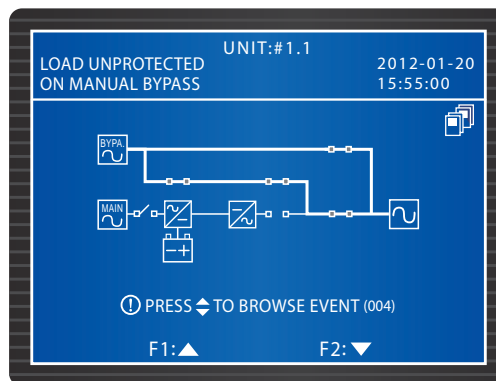 UNIT:#1.1
LOAD UNPROTECTED
ON MANUAL BYPASS
2012-01-20
15:55:00
BYPA.
MAIN
PRESS TO BROWSE EVENT (004)
F1:
F2: